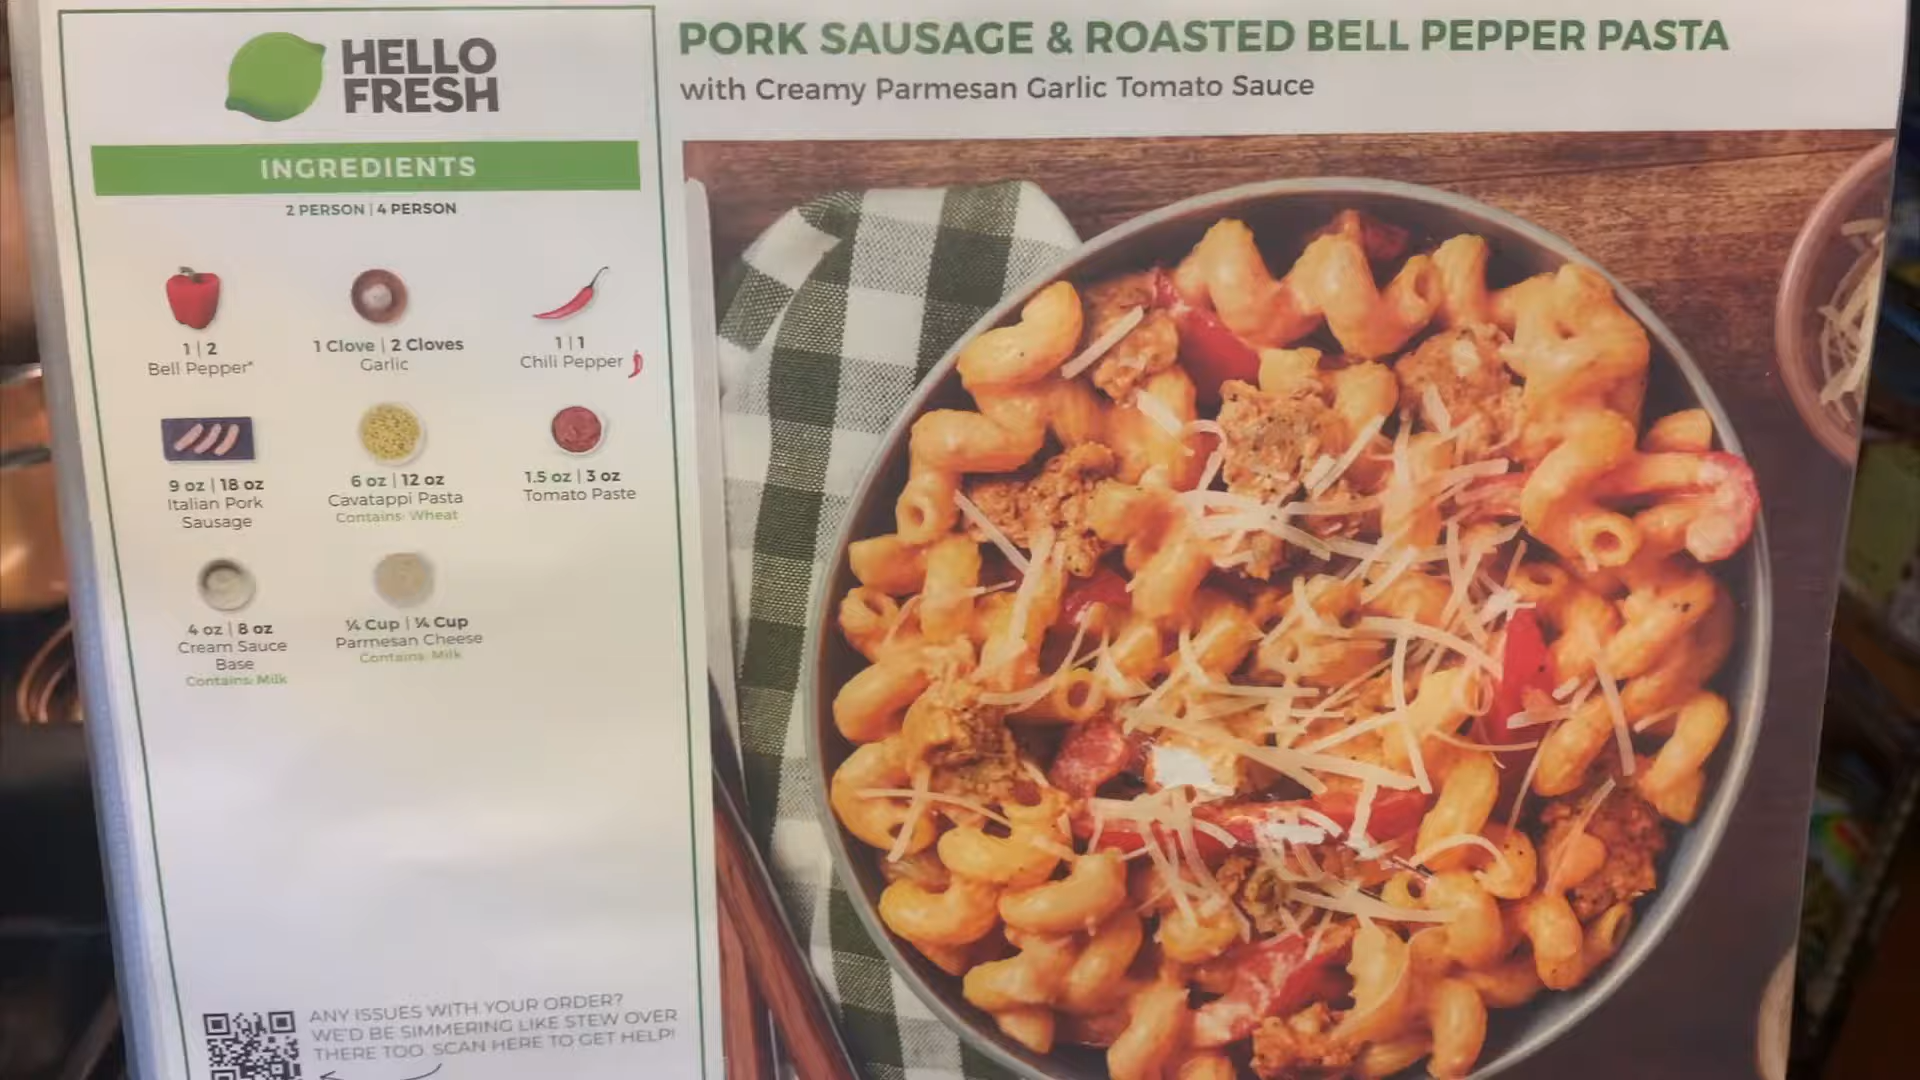 HELLO
FRESH
PORK SAUSAGE & ROASTED BELL PEPPER PASTA
with Creamy Parmesan Garlic Tomato Sauce
INGREDIENTS
2 PERSON | 4 PERSON
1 | 2
Bell Pepper*
1 Clove | 2 Cloves
Garlic
1 | 1
Chili Pepper
9 oz | 18 oz
Italian Pork
Sausage
6 oz | 12 oz
Cavatappi Pasta
Contains: Wheat
1.5 oz | 3 oz
Tomato Paste
4 oz | 8 oz
Cream Sauce
Base
Contains: Milk
¼ Cup | ¼ Cup
Parmesan Cheese
Contains: Milk
ANY ISSUES WITH YOUR ORDER?
WE'D BE SIMMERING LIKE STEW OVER
THERE TOO. SCAN HERE TO GET HELP!